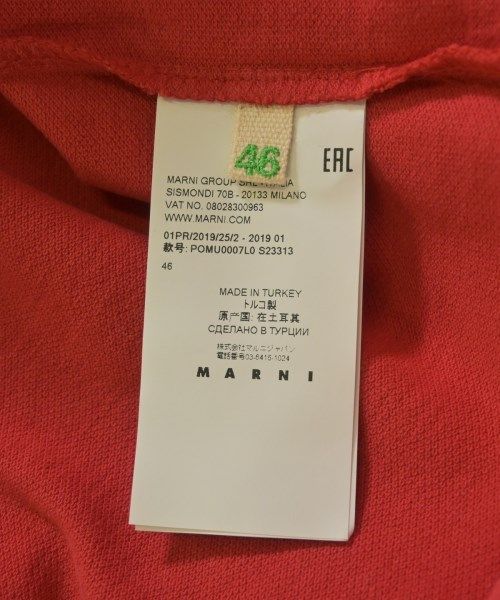 46
EAC
MARNI GROUP SRL - ITALIA
SISMONDI 70B - 20133 MILANO
VAT NO. 08028300963
WWW.MARNI.COM
01PR/2019/25/2 - 2019 01
款号: POMU0007L0 S23313
46
MADE IN TURKEY
トルコ製
原产国: 在土耳其
СДЕЛАНО В ТУРЦИИ
株式会社マルニジャパン
電話番号03-6416-1024
MARNI